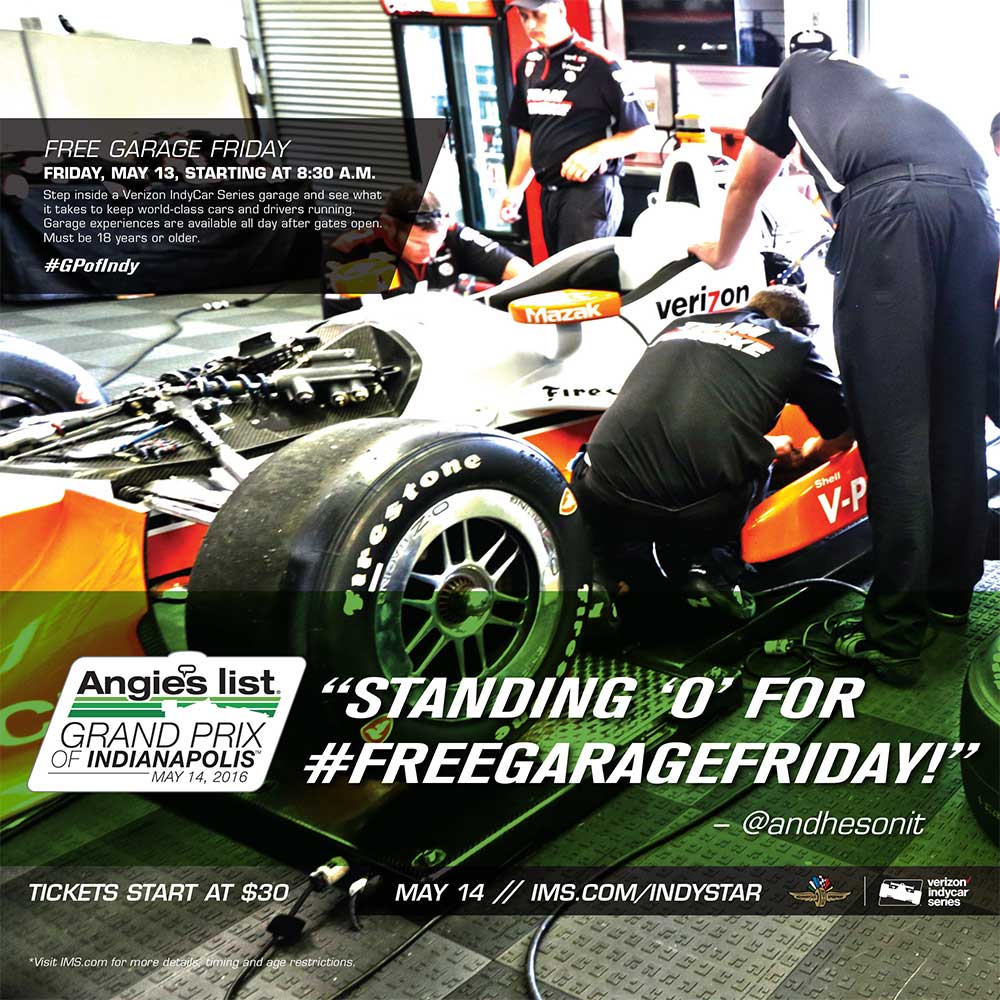 FREE GARAGE FRIDAY
FRIDAY, MAY 13, STARTING AT 8:30 A.M.
Step inside a Verizon IndyCar Series garage and see what
it takes to keep world-class cars and drivers running.
Garage experiences are available all day after gates open.
Must be 18 years or older.
#GPofIndy
Mazak
verizon
TEAM
Firestone
Shell
V-P
Angie's list®
GRAND PRIX
OF INDIANAPOLIS™
MAY 14, 2016
“STANDING ‘O’ FOR
#FREEGARAGEFRIDAY!”
– @andhesonit
TICKETS START AT $30
MAY 14 // IMS.COM/INDYSTAR
verizon
indycar
series
*Visit IMS.com for more details, timing and age restrictions.